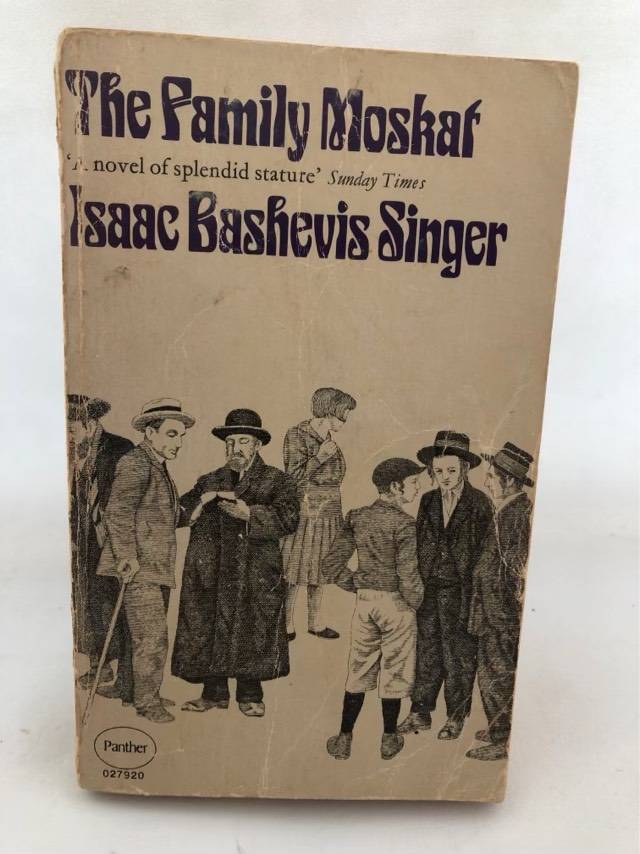 The Family Moskat
'A novel of splendid stature' Sunday Times
Isaac Bashevis Singer
Panther
027920